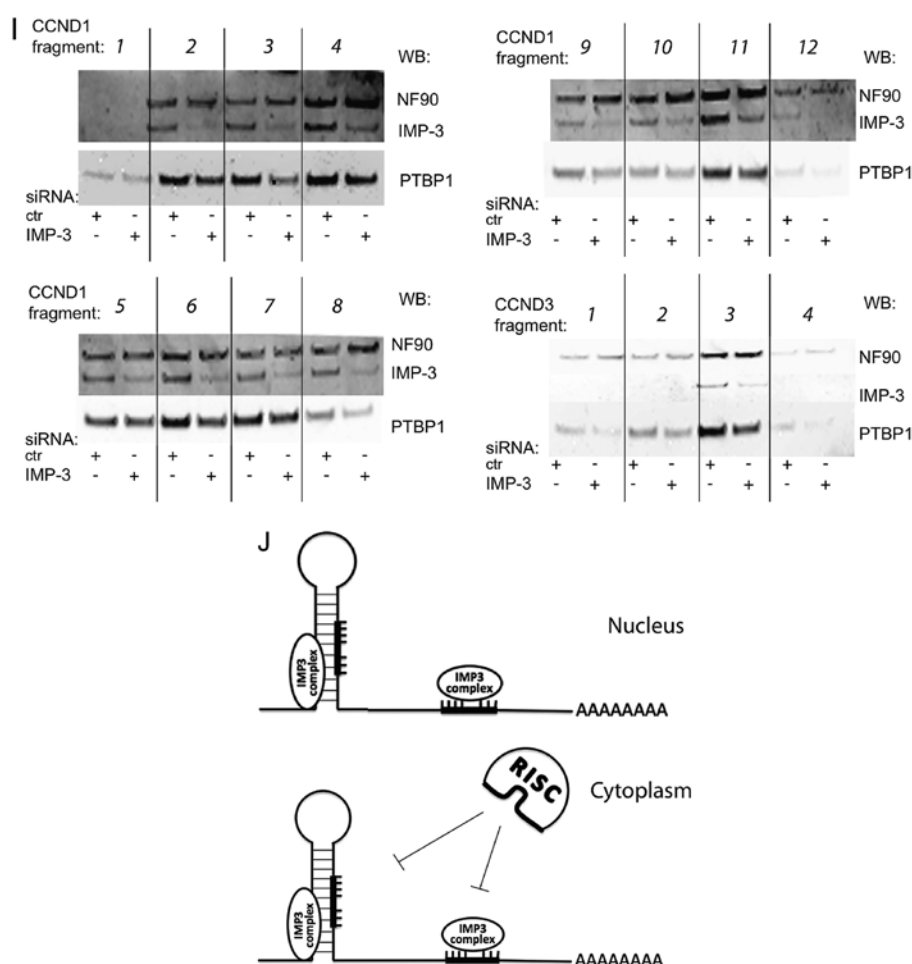 I
CCND1
fragment: 1 2 3 4 WB:
NF90
IMP-3
PTBP1
siRNA:
ctr + - + - + - + -
IMP-3 - + - + - + - +
CCND1
fragment: 9 10 11 12 WB:
NF90
IMP-3
PTBP1
siRNA:
ctr + - + - + - + -
IMP-3 - + - + - + - +
CCND1
fragment: 5 6 7 8 WB:
NF90
IMP-3
PTBP1
siRNA:
ctr + - + - + - + -
IMP-3 - + - + - + - +
CCND3
fragment: 1 2 3 4 WB:
NF90
IMP-3
PTBP1
siRNA:
ctr + - + - + - + -
IMP-3 - + - + - + - +
J
Nucleus
IMP3
complex
IMP3
complex
AAAAAAAA
RISC
Cytoplasm
IMP3
complex
IMP3
complex
AAAAAAAA